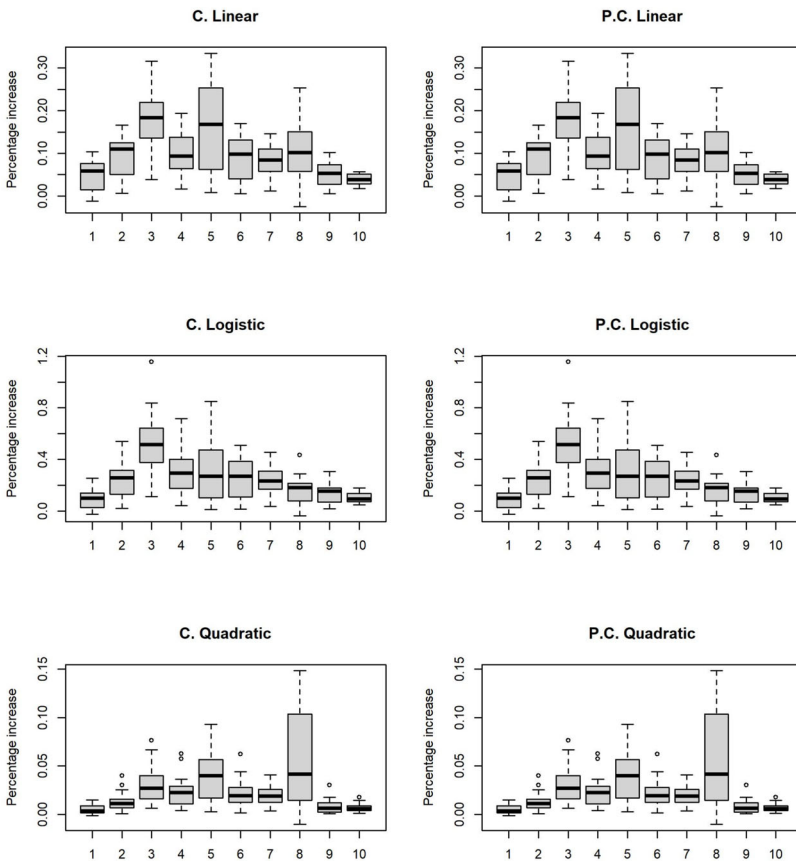 C. Linear
Percentage increase
0.30
0.20
0.10
0.00
1 2 3 4 5 6 7 8 9 10
P.C. Linear
Percentage increase
0.30
0.20
0.10
0.00
1 2 3 4 5 6 7 8 9 10
C. Logistic
Percentage increase
1.2
0.8
0.4
0.0
1 2 3 4 5 6 7 8 9 10
P.C. Logistic
Percentage increase
1.2
0.8
0.4
0.0
1 2 3 4 5 6 7 8 9 10
C. Quadratic
Percentage increase
0.15
0.10
0.05
0.00
1 2 3 4 5 6 7 8 9 10
P.C. Quadratic
Percentage increase
0.15
0.10
0.05
0.00
1 2 3 4 5 6 7 8 9 10